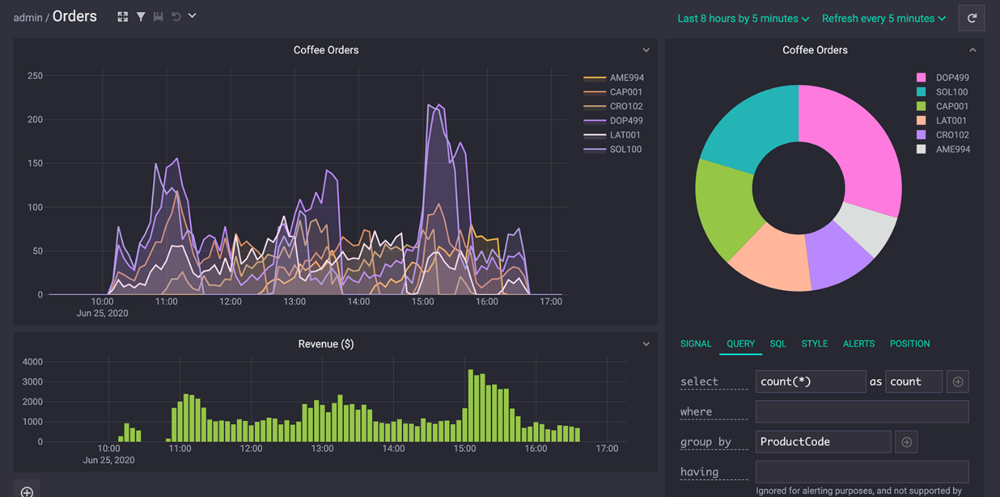 admin / Orders
Last 8 hours by 5 minutes
Refresh every 5 minutes
Coffee Orders
250
200
150
100
50
0
10:00 11:00 12:00 13:00 14:00 15:00 16:00 17:00
Jun 25, 2020
AME994
CAP001
CRO102
DOP499
LAT001
SOL100
Revenue ($)
4000
3000
2000
1000
0
10:00 11:00 12:00 13:00 14:00 15:00 16:00 17:00
Jun 25, 2020
Coffee Orders
DOP499
SOL100
CAP001
LAT001
CRO102
AME994
SIGNAL QUERY SQL STYLE ALERTS POSITION
select count(*) as count
where
group by ProductCode
having
Ignored for alerting purposes, and not supported by